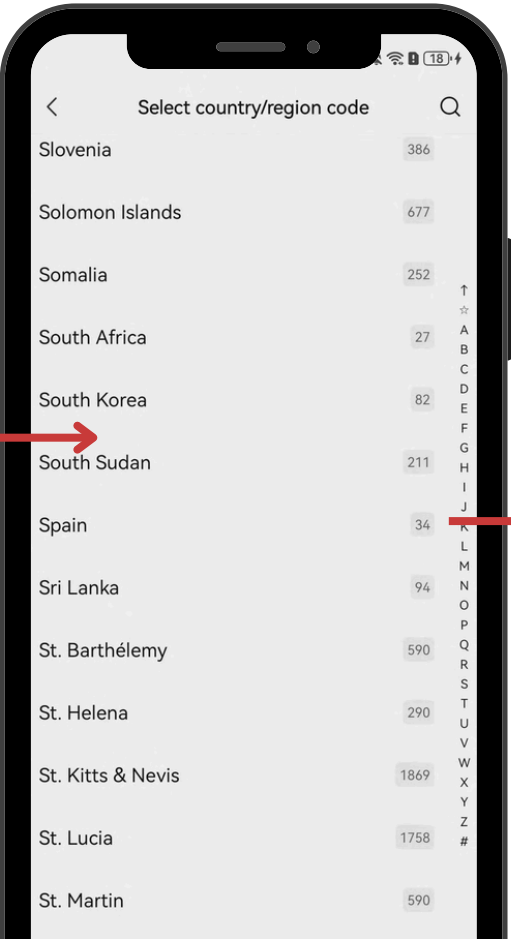 18
Select country/region code
Slovenia 386
Solomon Islands 677
Somalia 252
South Africa 27
South Korea 82
South Sudan 211
Spain 34
Sri Lanka 94
St. Barthélemy 590
St. Helena 290
St. Kitts & Nevis 1869
St. Lucia 1758
St. Martin 590
↑
☆
A
B
C
D
E
F
G
H
I
J
K
L
M
N
O
P
Q
R
S
T
U
V
W
X
Y
Z
#